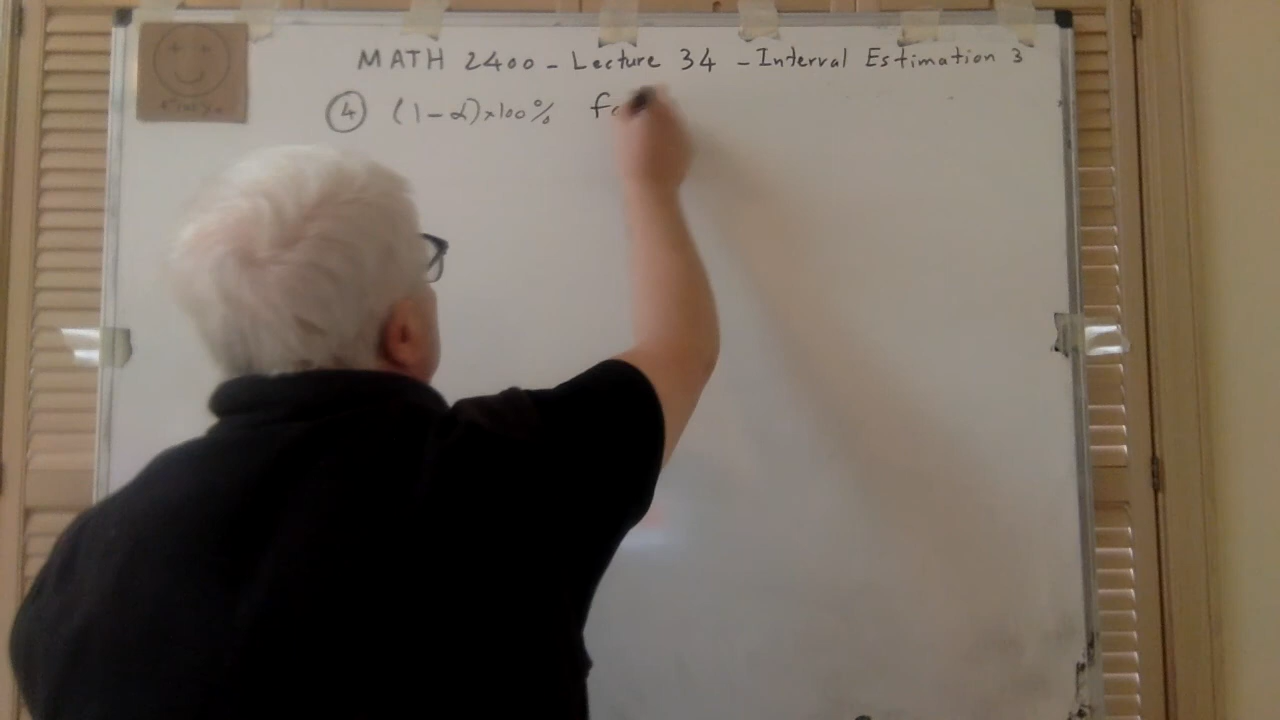 MATH 2400 - Lecture 34 - Interval Estimation 3
④ (1-α)×100%